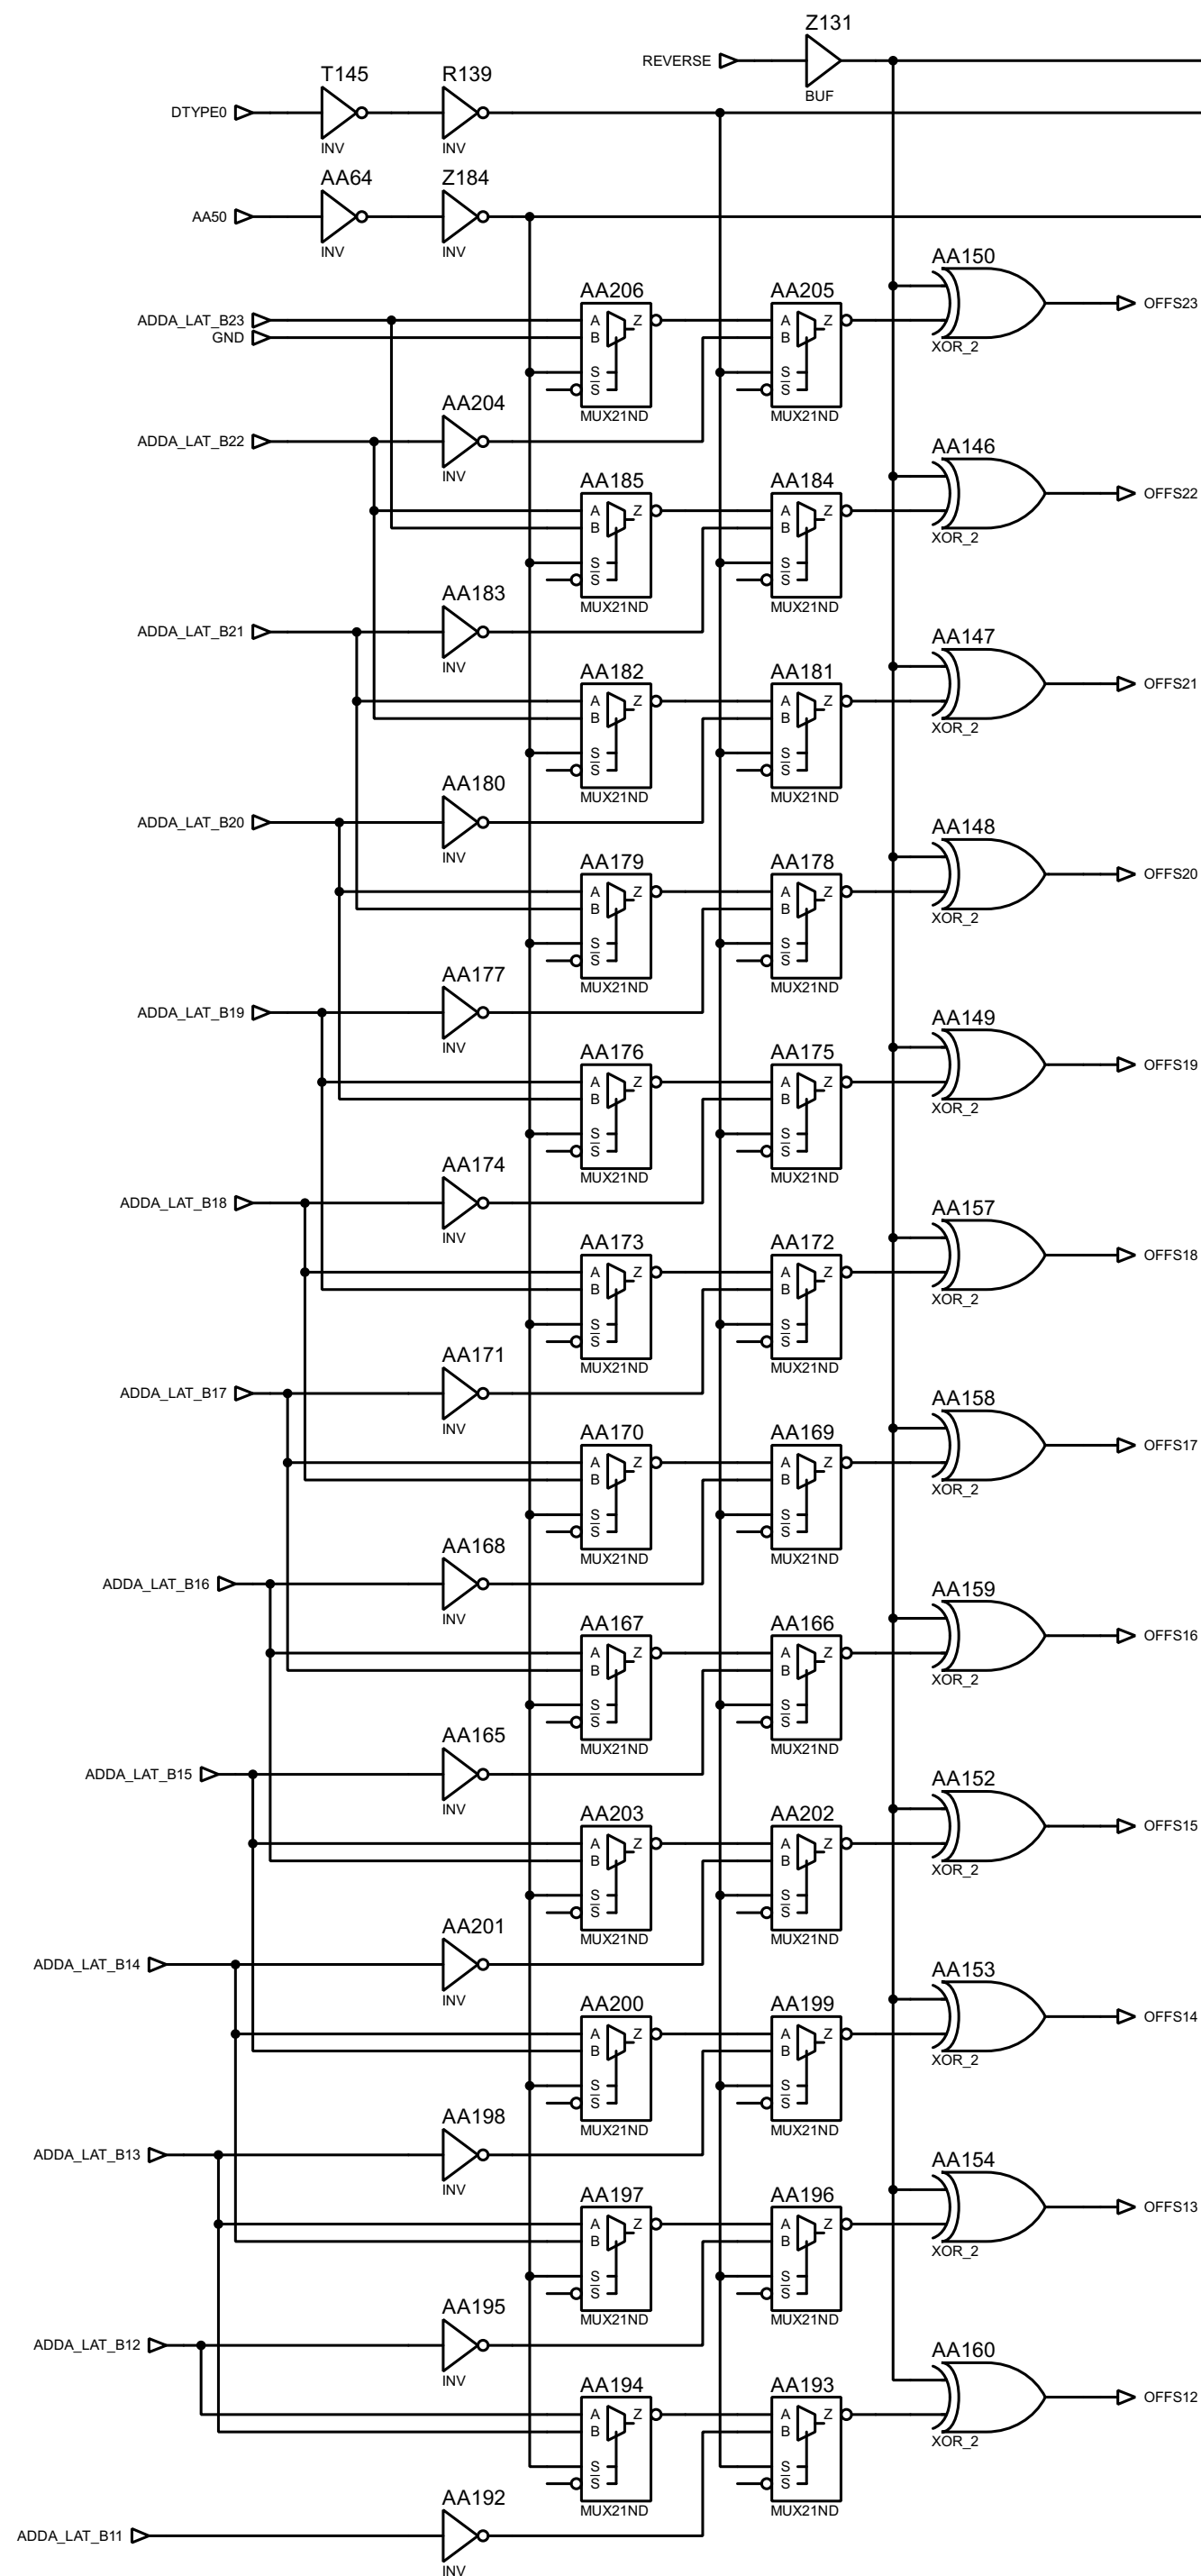 Z131
REVERSE
BUF
T145 R139
DTYPE0
INV INV
AA64 Z184
AA50
INV INV
AA150
AA206 AA205
ADDA_LAT_B23 A Z A Z OFFS23
GND B B
XOR_2
S S
S S
AA204 MUX21ND MUX21ND
ADDA_LAT_B22 AA146
INV
AA185 AA184
A Z A Z OFFS22
B B
XOR_2
S S
S S
AA183 MUX21ND MUX21ND
ADDA_LAT_B21 AA147
INV
AA182 AA181
A Z A Z OFFS21
B B
XOR_2
S S
S S
AA180 MUX21ND MUX21ND
ADDA_LAT_B20 AA148
INV
AA179 AA178
A Z A Z OFFS20
B B
XOR_2
S S
S S
AA177 MUX21ND MUX21ND
ADDA_LAT_B19 AA149
INV
AA176 AA175
A Z A Z OFFS19
B B
XOR_2
S S
S S
AA174 MUX21ND MUX21ND
ADDA_LAT_B18 AA157
INV
AA173 AA172
A Z A Z OFFS18
B B
XOR_2
S S
S S
AA171 MUX21ND MUX21ND
ADDA_LAT_B17 AA158
INV
AA170 AA169
A Z A Z OFFS17
B B
XOR_2
S S
S S
AA168 MUX21ND MUX21ND
ADDA_LAT_B16 AA159
INV
AA167 AA166
A Z A Z OFFS16
B B
XOR_2
S S
S S
AA165 MUX21ND MUX21ND
ADDA_LAT_B15 AA152
INV
AA203 AA202
A Z A Z OFFS15
B B
XOR_2
S S
S S
AA201 MUX21ND MUX21ND
ADDA_LAT_B14 AA153
INV
AA200 AA199
A Z A Z OFFS14
B B
XOR_2
S S
S S
AA198 MUX21ND MUX21ND
ADDA_LAT_B13 AA154
INV
AA197 AA196
A Z A Z OFFS13
B B
XOR_2
S S
S S
AA195 MUX21ND MUX21ND
ADDA_LAT_B12 AA160
INV
AA194 AA193
A Z A Z OFFS12
B B
XOR_2
S S
S S
AA192 MUX21ND MUX21ND
ADDA_LAT_B11
INV